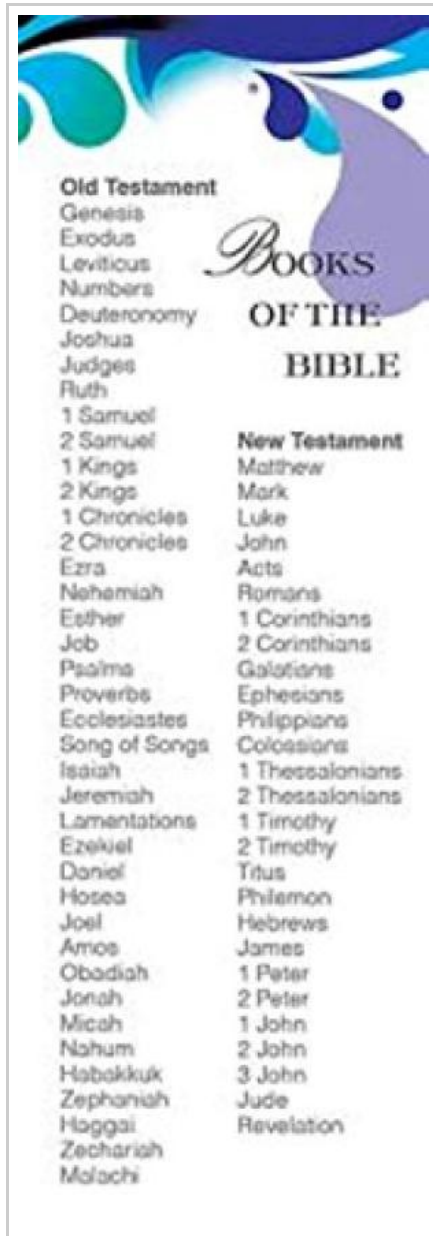 Old Testament
Genesis
Exodus
Leviticus
Numbers
Deuteronomy
Joshua
Judges
Ruth
1 Samuel
2 Samuel
1 Kings
2 Kings
1 Chronicles
2 Chronicles
Ezra
Nehemiah
Esther
Job
Psalms
Proverbs
Ecclesiastes
Song of Songs
Isaiah
Jeremiah
Lamentations
Ezekiel
Daniel
Hosea
Joel
Amos
Obadiah
Jonah
Micah
Nahum
Habakkuk
Zephaniah
Haggai
Zechariah
Malachi
BOOKS
OF THE
BIBLE
New Testament
Matthew
Mark
Luke
John
Acts
Romans
1 Corinthians
2 Corinthians
Galatians
Ephesians
Philippians
Colossians
1 Thessalonians
2 Thessalonians
1 Timothy
2 Timothy
Titus
Philemon
Hebrews
James
1 Peter
2 Peter
1 John
2 John
3 John
Jude
Revelation